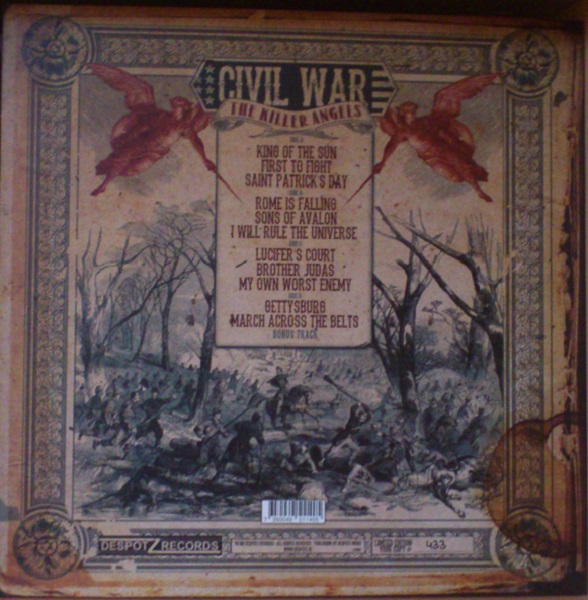 CIVIL WAR
THE KILLER ANGELS
KING OF THE SUN
FIRST TO FIGHT
SAINT PATRICK'S DAY
ROME IS FALLING
SONS OF AVALON
I WILL RULE THE UNIVERSE
LUCIFER'S COURT
BROTHER JUDAS
MY OWN WORST ENEMY
GETTYSBURG
MARCH ACROSS THE BELTS
BONUS TRACK
DESPOTZ RECORDS
LIMITED EDITION
433